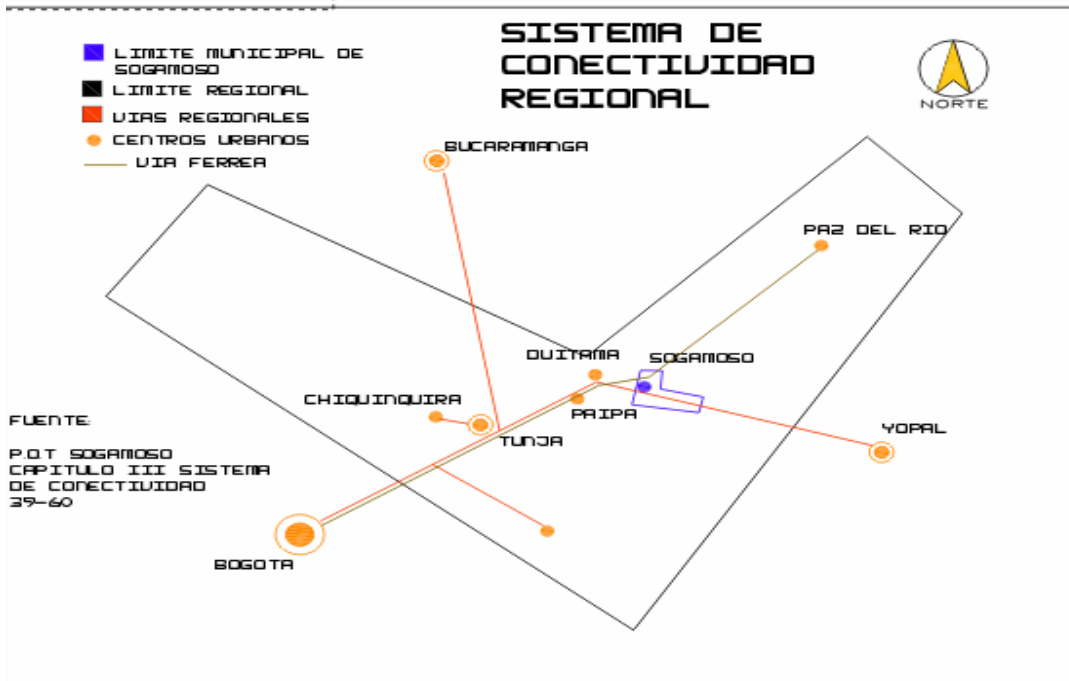 SISTEMA DE
CONECTIVIDAD
REGIONAL
LIMITE MUNICIPAL DE
SOGAMOSO
LIMITE REGIONAL
VIAS REGIONALES
CENTROS URBANOS
VIA FERREA
NORTE
BUCARAMANGA
PAZ DEL RIO
DUITAMA
SOGAMOSO
CHIQUINQUIRA
PAIPA
TUNJA
YOPAL
FUENTE:
P.O.T SOGAMOSO
CAPITULO III SISTEMA
DE CONECTIVIDAD
39-60
BOGOTA